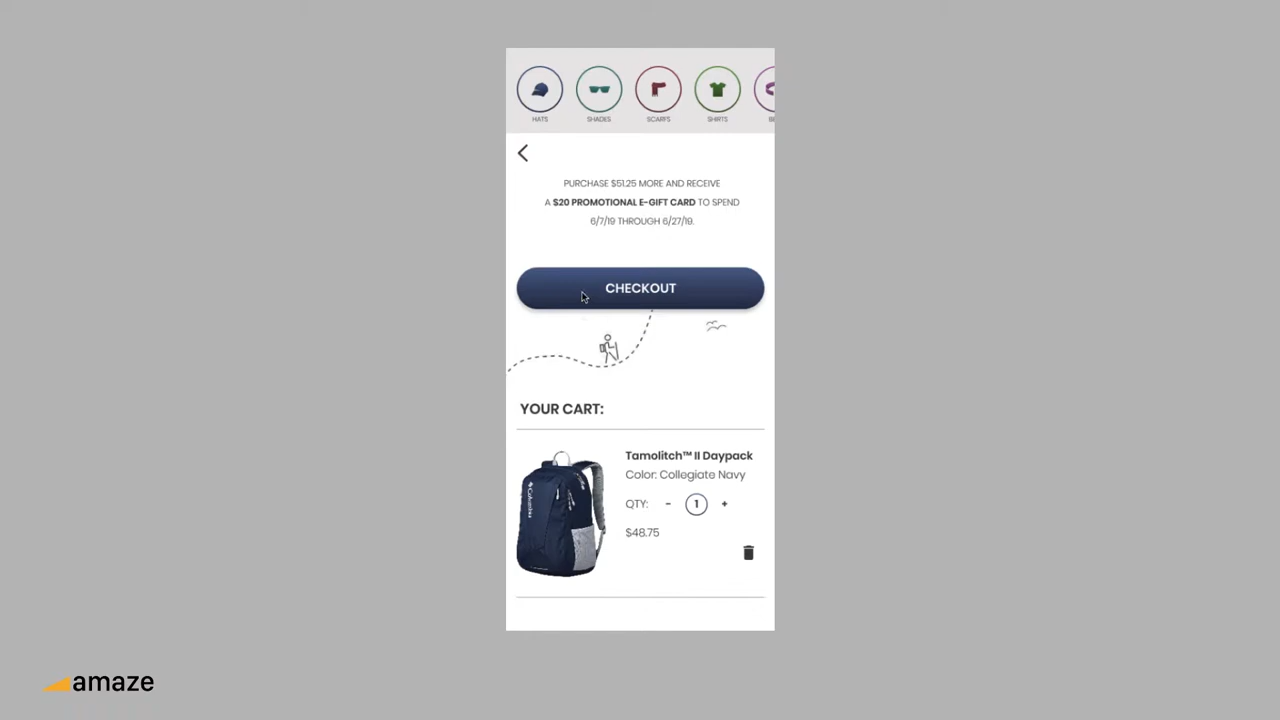 HATS
SHADES
SCARFS
SHIRTS
PURCHASE $51.25 MORE AND RECEIVE
A $20 PROMOTIONAL E-GIFT CARD TO SPEND
6/7/19 THROUGH 6/27/19.
CHECKOUT
YOUR CART:
Columbia
Tamolitch™ II Daypack
Color: Collegiate Navy
QTY: - 1 +
$48.75
amaze